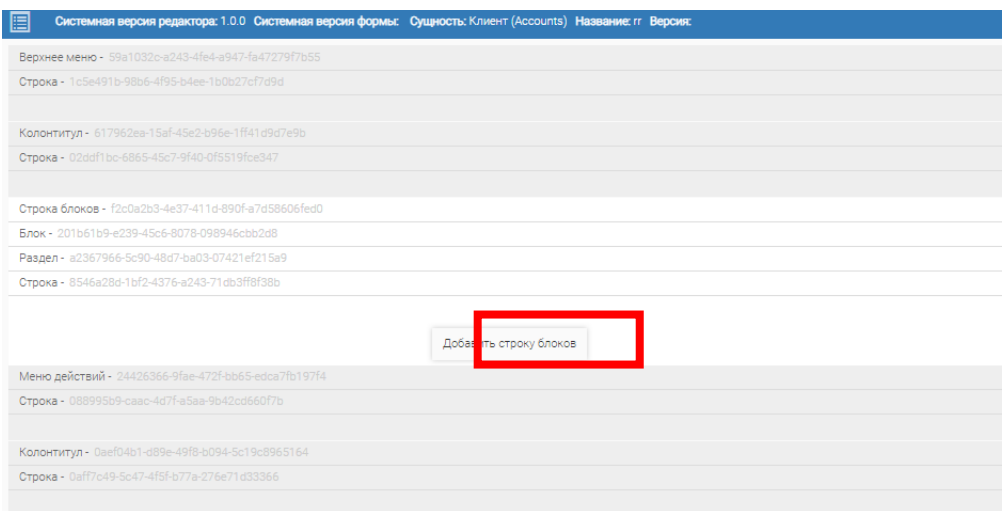 Системная версия редактора: 1.0.0 Системная версия формы: Сущность: Клиент (Accounts) Название: rr Версия:
Верхнее меню - 59a1032c-a243-4fe4-a947-fa47279f7b55
Строка - 1c5e491b-98b6-4f95-b4ee-1b0b27cf7d9d
Колонтитул - 617962ea-15af-45e2-b96e-1ff41d9d7e9b
Строка - 02ddf1bc-6865-45c7-9f40-0f5519fce347
Строка блоков - f2c0a2b3-4e37-411d-890f-a7d58606fed0
Блок - 201b61b9-e239-45c6-8078-098946cbb2d8
Раздел - a2367966-5c90-48d7-ba03-07421ef215a9
Строка - 8546a28d-1bf2-4376-a243-71db3ff8f38b
Добавить строку блоков
Меню действий - 24426366-9fae-472f-bb65-edca7fb197f4
Строка - 088995b9-caac-4d7f-a5aa-9b42cd660f7b
Колонтитул - 0aef04b1-d89e-49f8-b094-5c19c8965164
Строка - 0aff7c49-5c47-4f5f-b77a-276e71d33366